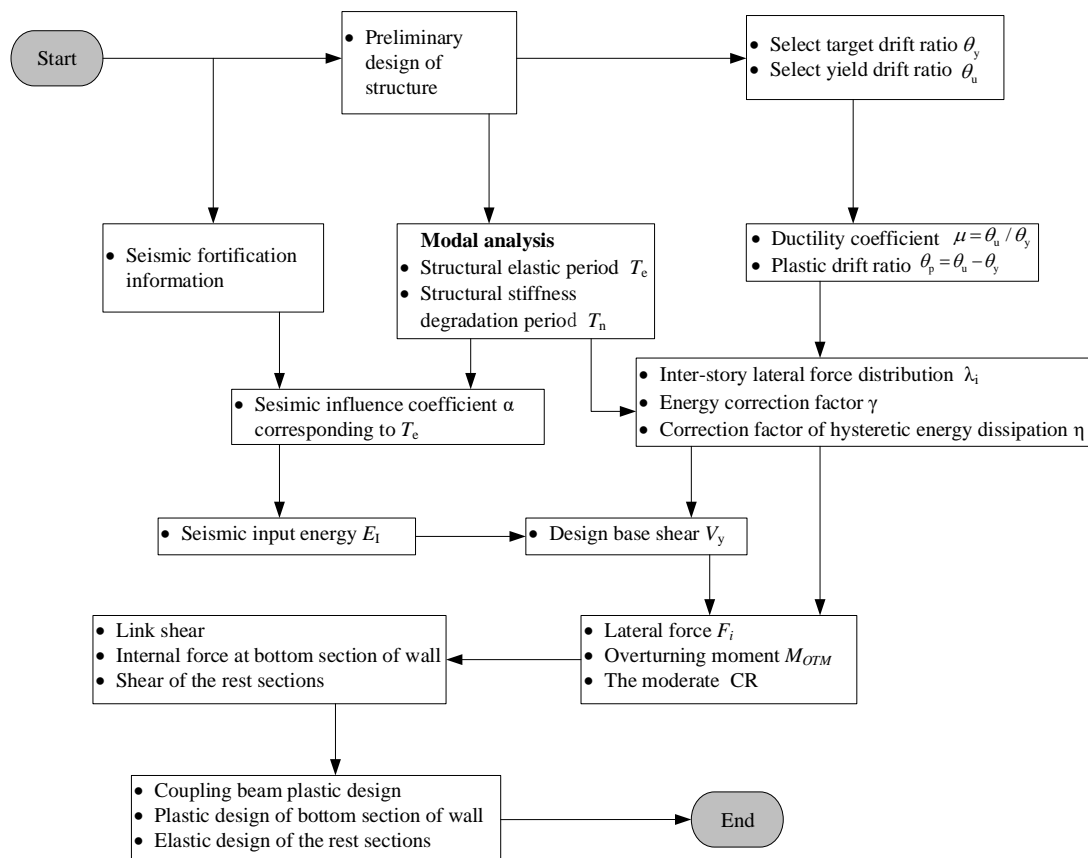 Start
• Preliminary
design of
structure
• Select target drift ratio θy
• Select yield drift ratio θu
• Seismic fortification
information
Modal analysis
• Structural elastic period Te
• Structural stiffness
degradation period Tn
• Ductility coefficient μ=θu/θy
• Plastic drift ratio θp=θu−θy
• Sesimic influence coefficient α
corresponding to Te
• Inter-story lateral force distribution λi
• Energy correction factor γ
• Correction factor of hysteretic energy dissipation η
• Seismic input energy EI
• Design base shear Vy
• Link shear
• Internal force at bottom section of wall
• Shear of the rest sections
• Lateral force Fi
• Overturning moment MOTM
• The moderate CR
• Coupling beam plastic design
• Plastic design of bottom section of wall
• Elastic design of the rest sections
End